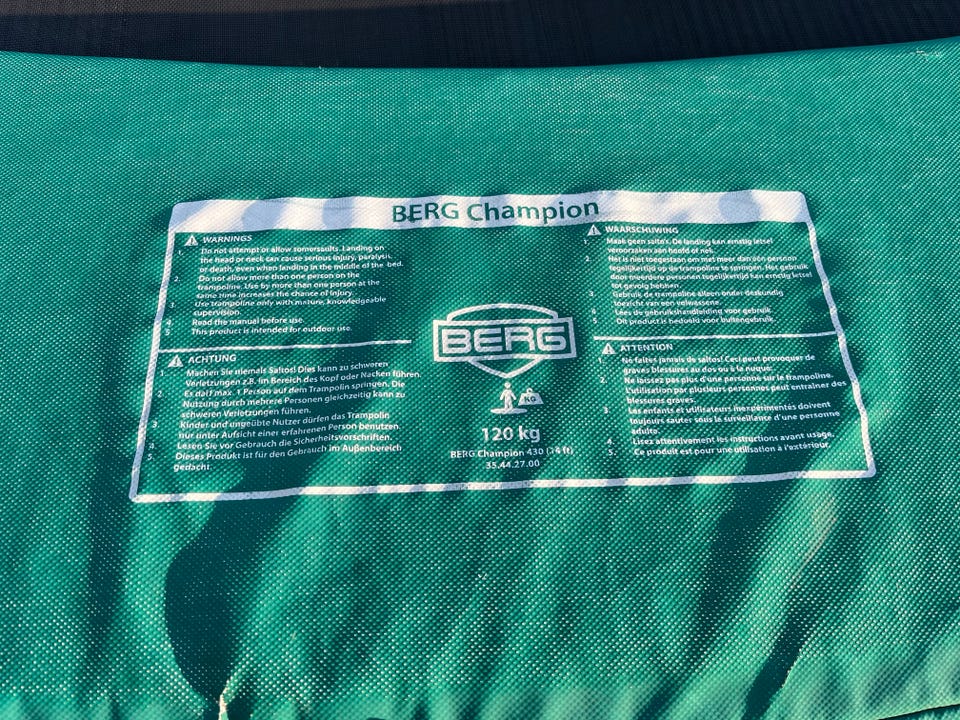 BERG Champion
WARNINGS
1. Do not attempt or allow somersaults. Landing on
the head or neck can cause serious injury, paralysis,
or death, even when landing in the middle of the bed.
2. Do not allow more than one person on the
trampoline. Use by more than one person at the
same time increases the chance of injury.
3. Use trampoline only with mature, knowledgeable
supervision.
4. Read the manual before use.
5. This product is intended for outdoor use.
ACHTUNG
1. Machen Sie niemals Saltos! Dies kann zu schweren
Verletzungen z.B. im Bereich des Kopf oder Nacken führen.
2. Es darf max. 1 Person auf dem Trampolin springen. Die
Nutzung durch mehrere Personen gleichzeitig kann zu
schweren Verletzungen führen.
3. Kinder und ungeübte Nutzer dürfen das Trampolin
nur unter Aufsicht einer erfahrenen Person benutzen.
4. Lesen Sie vor Gebrauch die Sicherheitsvorschriften.
5. Dieses Produkt ist für den Gebrauch im Außenbereich
gedacht.
BERG
KG
120 kg
BERG Champion 430 (14 ft)
35.44.27.00
WAARSCHUWING
1. Maak geen salto's. De landing kan ernstig letsel
veroorzaken aan hoofd of nek.
2. Het is niet toegestaan om met meer dan één persoon
tegelijkertijd op de trampoline te springen. Het gebruik
door meerdere personen tegelijkertijd kan ernstig letsel
tot gevolg hebben.
3. Gebruik de trampoline alleen onder deskundig
toezicht van een volwassene.
4. Lees de gebruikshandleiding voor gebruik.
5. Dit product is bedoeld voor buitengebruik.
ATTENTION
1. Ne faites jamais de saltos! Ceci peut provoquer de
graves blessures au dos ou à la nuque.
2. Ne laissez pas plus d'une personne sur le trampoline.
L'utilisation par plusieurs personnes peut entraîner des
blessures graves.
3. Les enfants et utilisateurs inexpérimentés doivent
toujours sauter sous la surveillance d'une personne
adulte.
4. Lisez attentivement les instructions avant usage.
5. Ce produit est pour une utilisation a l'extérieur.